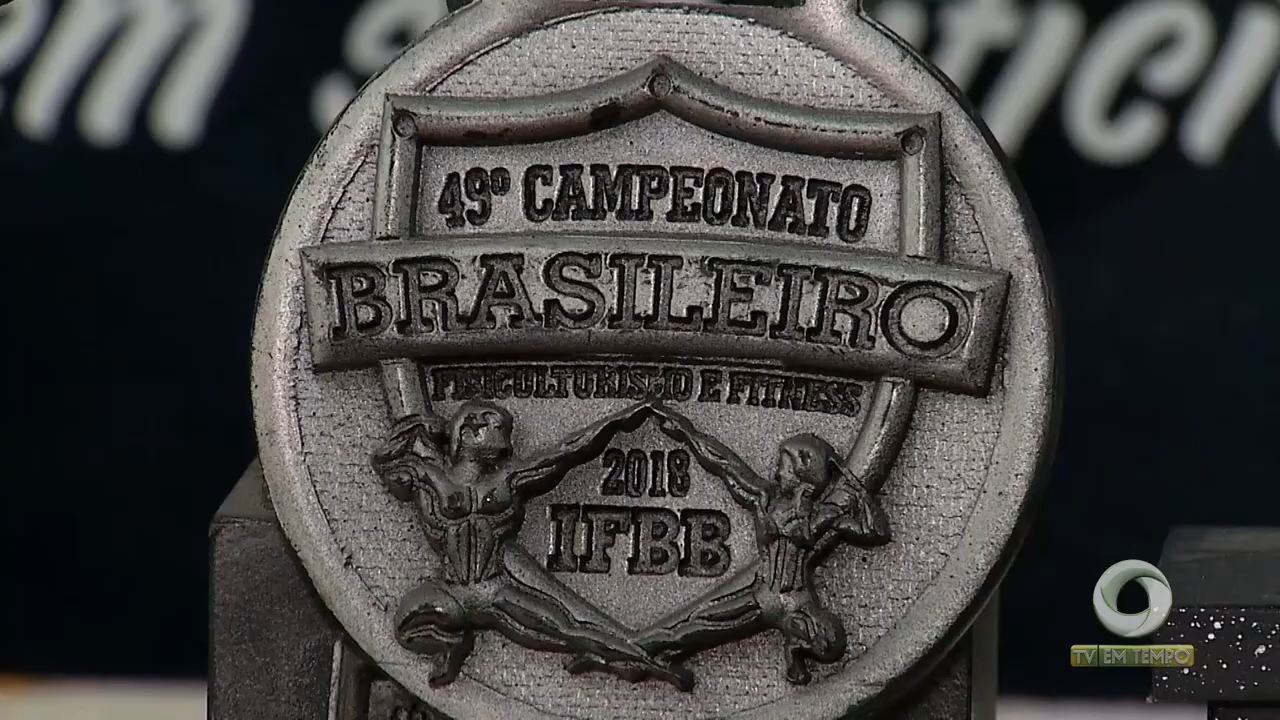 49º CAMPEONATO
BRASILEIRO
FISICULTURISMO E FITNESS
2018
IFBB
TV EM TEMPO